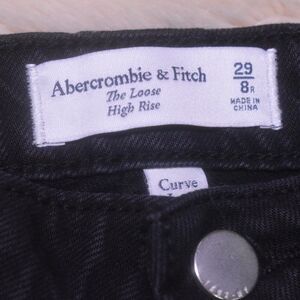 Abercrombie & Fitch
The Loose
High Rise
29
8R
MADE IN
CHINA
Curve